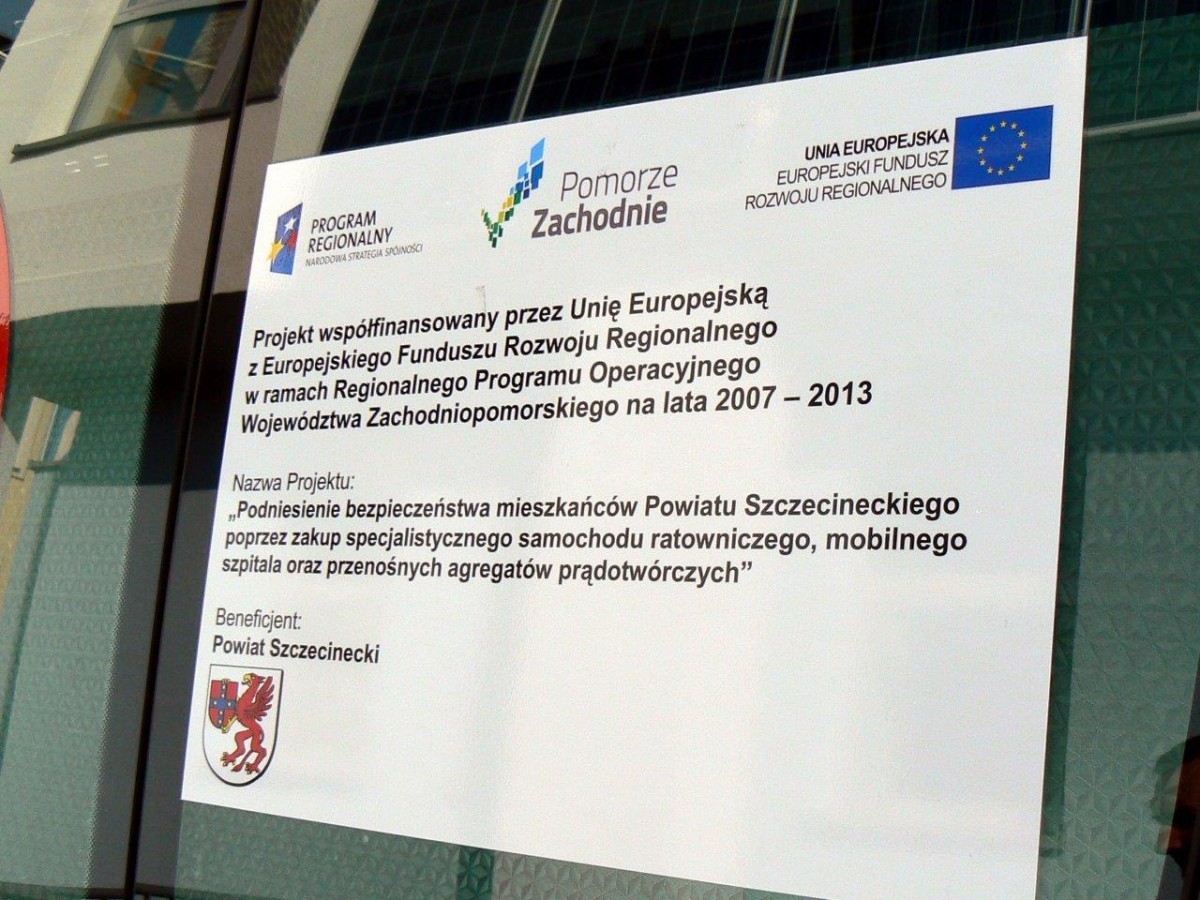 PROGRAM
REGIONALNY
NARODOWA STRATEGIA SPÓJNOŚCI
Pomorze
Zachodnie
UNIA EUROPEJSKA
EUROPEJSKI FUNDUSZ
ROZWOJU REGIONALNEGO
Projekt współfinansowany przez Unię Europejską
z Europejskiego Funduszu Rozwoju Regionalnego
w ramach Regionalnego Programu Operacyjnego
Województwa Zachodniopomorskiego na lata 2007 – 2013
Nazwa Projektu:
„Podniesienie bezpieczeństwa mieszkańców Powiatu Szczecineckiego
poprzez zakup specjalistycznego samochodu ratowniczego, mobilnego
szpitala oraz przenośnych agregatów prądotwórczych”
Beneficjent:
Powiat Szczecinecki